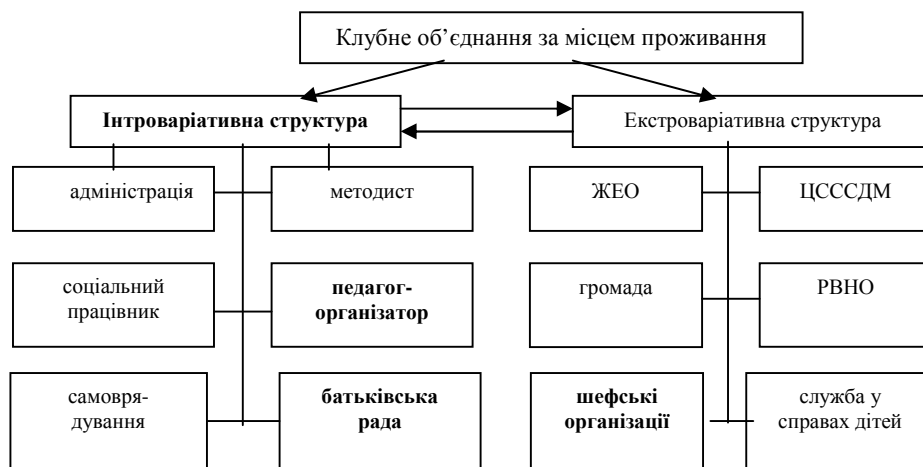 Клубне об’єднання за місцем проживання
Інтроваріативна структура
Екстроваріативна структура
адміністрація
методист
ЖЕО
ЦСССДМ
соціальний
працівник
педагог-
організатор
громада
РВНО
самовря-
дування
батьківська
рада
шефські
організації
служба у
справах дітей